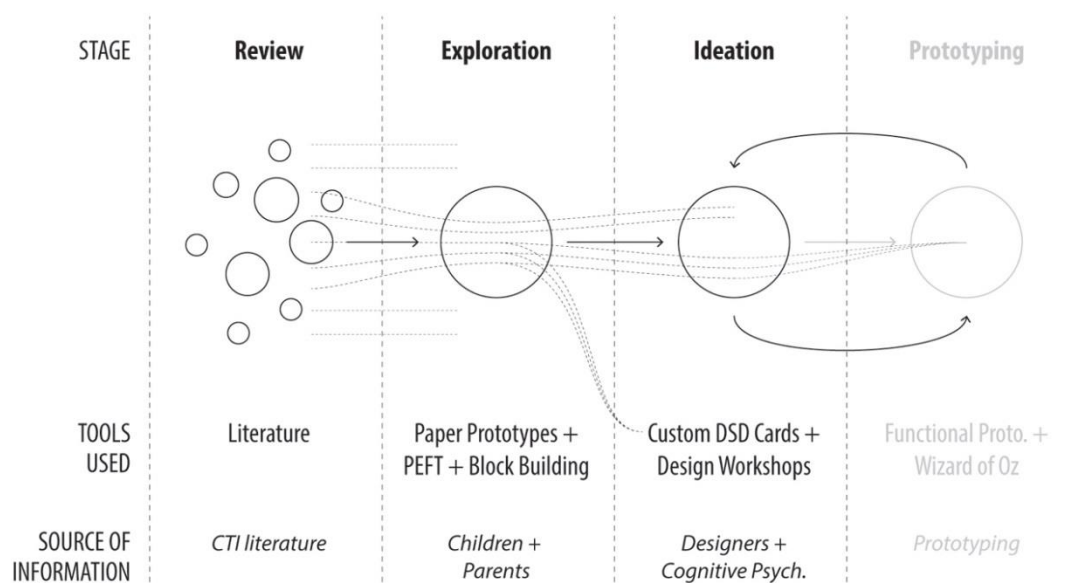 STAGE
Review
Exploration
Ideation
Prototyping
TOOLS
USED
Literature
Paper Prototypes +
PEFT + Block Building
Custom DSD Cards +
Design Workshops
Functional Proto. +
Wizard of Oz
SOURCE OF
INFORMATION
CTI literature
Children +
Parents
Designers +
Cognitive Psych.
Prototyping